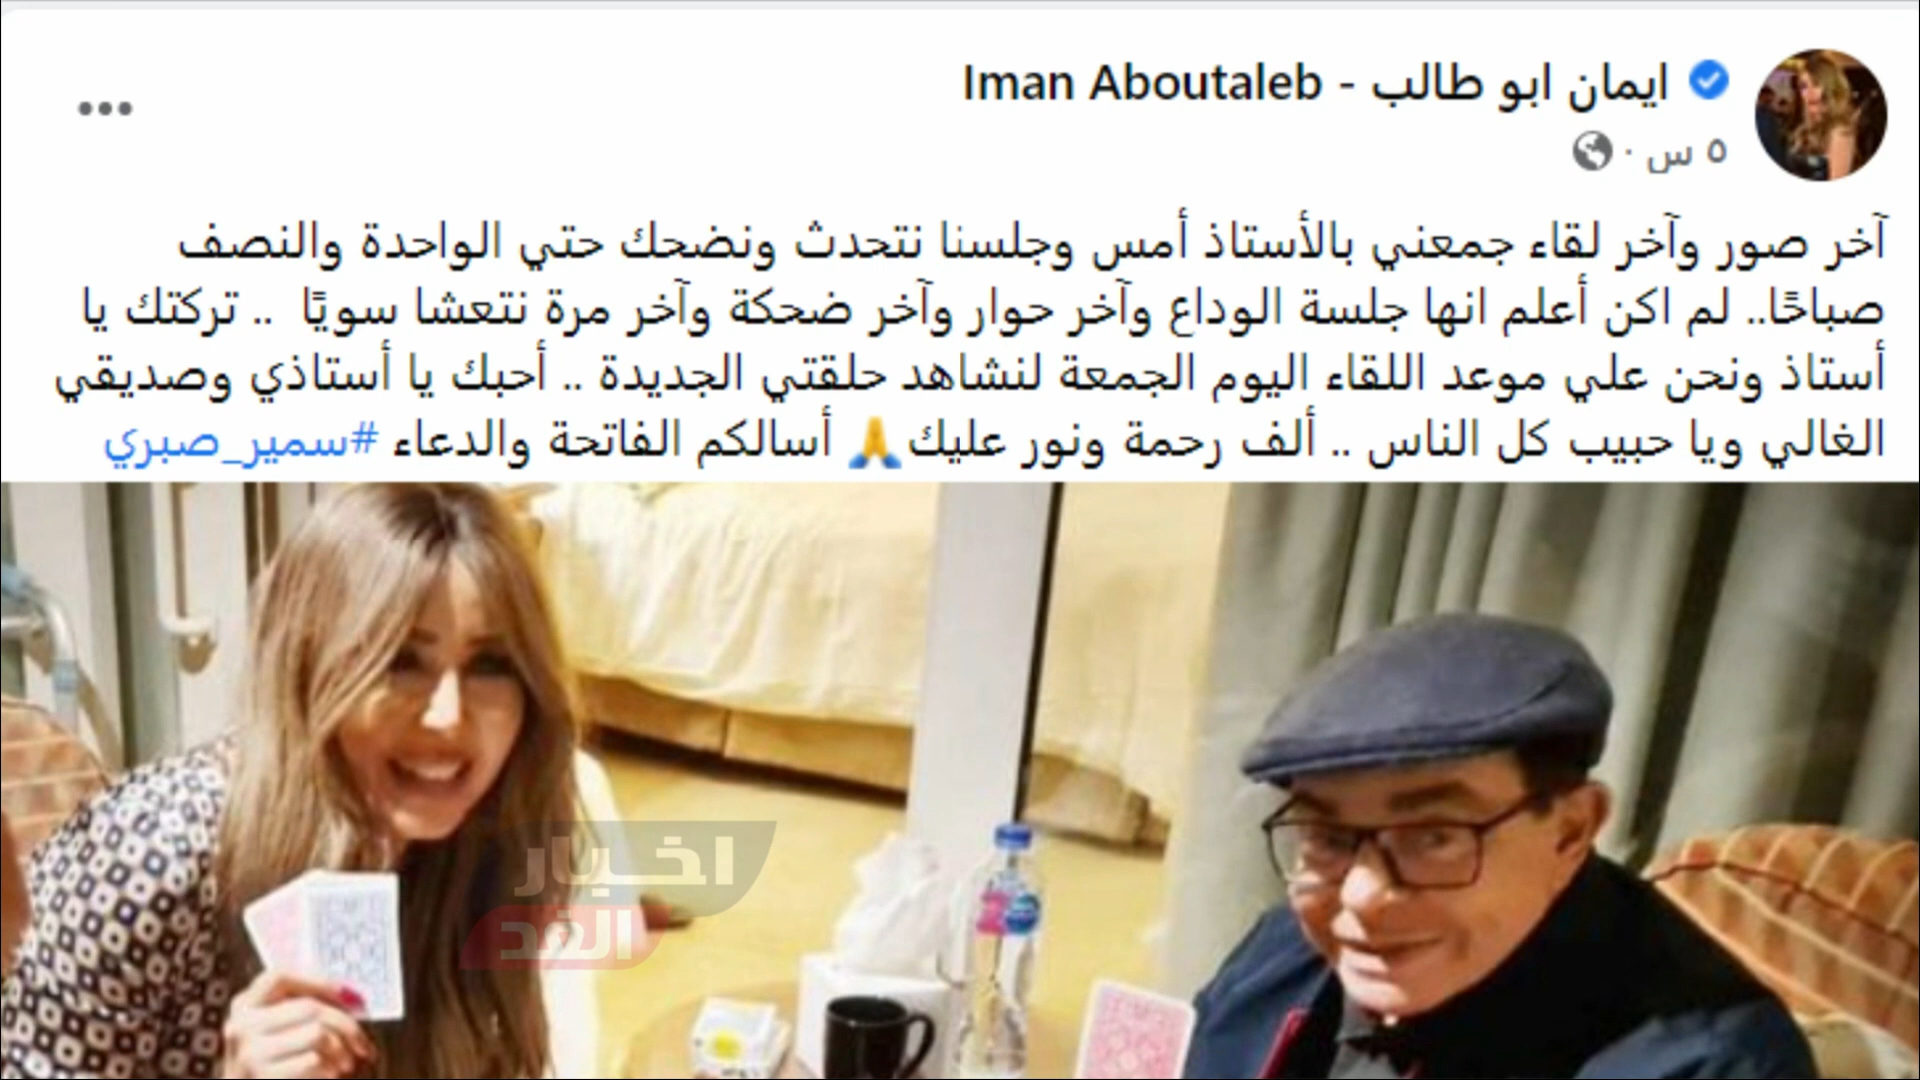 ايمان ابو طالب - Iman Aboutaleb
٥ س ·
آخر صور وآخر لقاء جمعني بالأستاذ أمس وجلسنا نتحدث ونضحك حتي الواحدة والنصف
صباحًا.. لم اكن أعلم انها جلسة الوداع وآخر حوار وآخر ضحكة وآخر مرة نتعشا سويًا .. تركتك يا
أستاذ ونحن علي موعد اللقاء اليوم الجمعة لنشاهد حلقتي الجديدة .. أحبك يا أستاذي وصديقي
الغالي ويا حبيب كل الناس .. ألف رحمة ونور عليك🙏 أسالكم الفاتحة والدعاء #سمير_صبري
اخبار
الغد